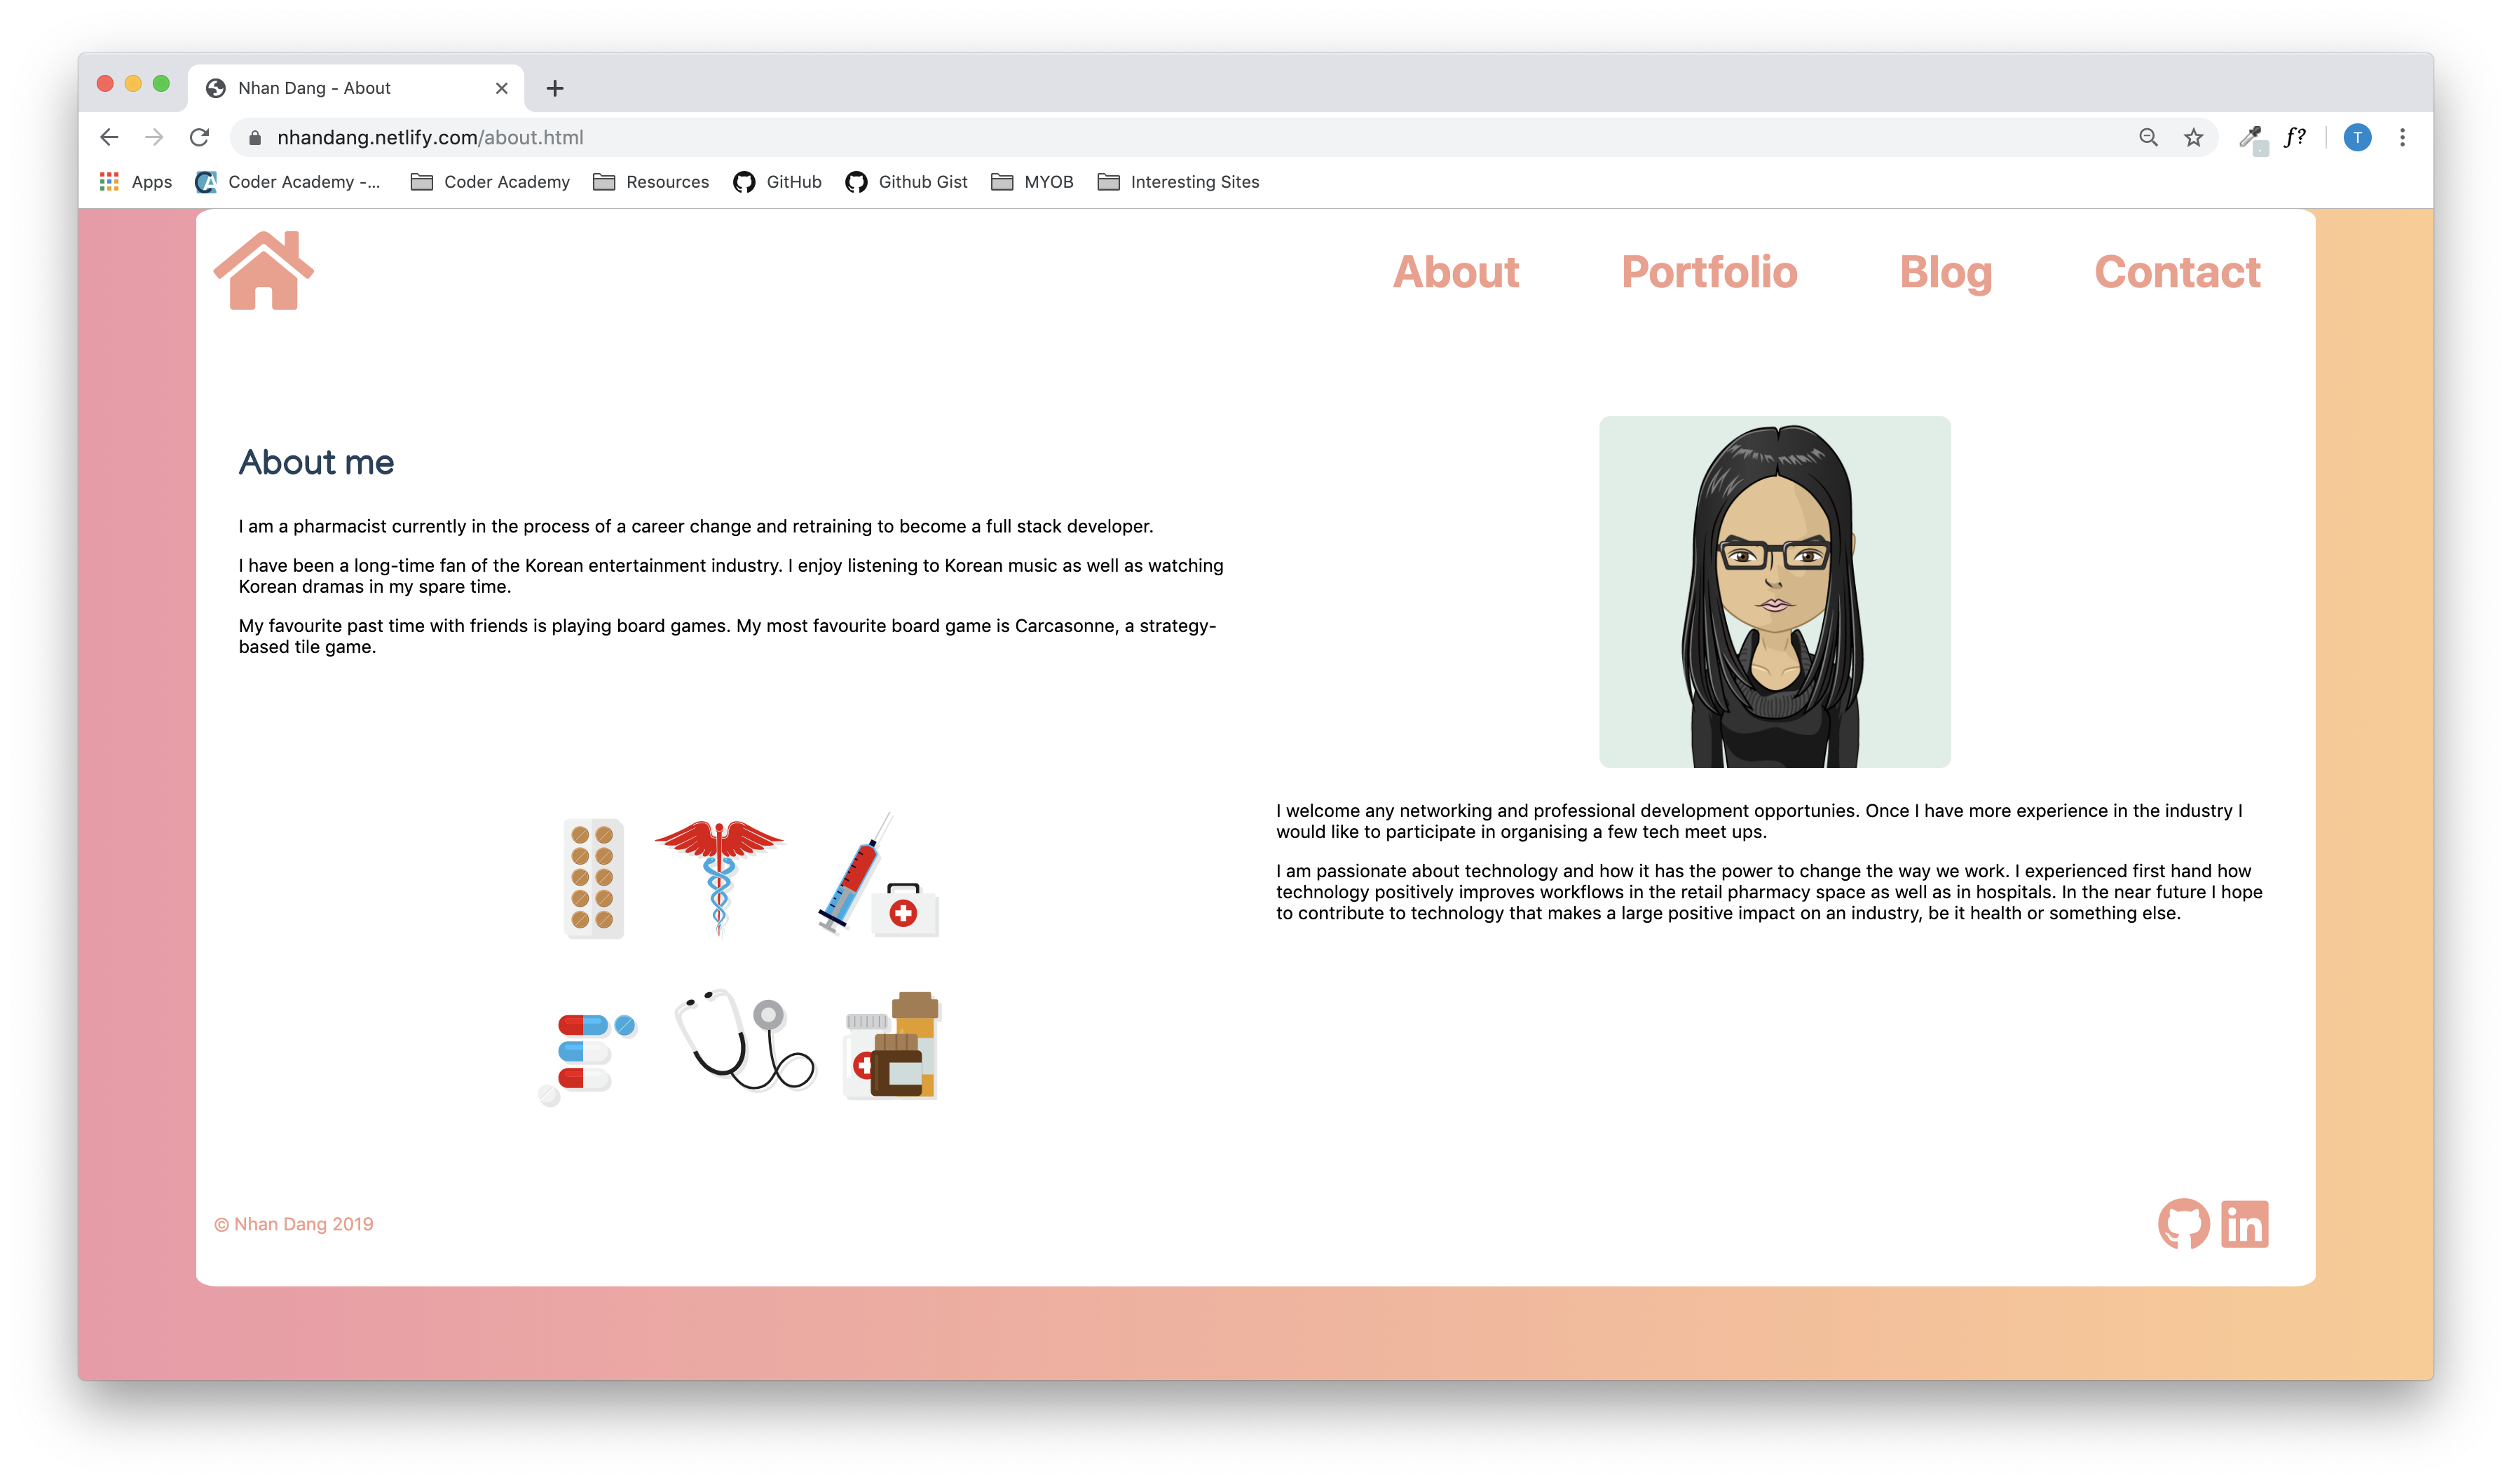 Nhan Dang - About
nhandang.netlify.com/about.html
f?
T
Apps
Coder Academy -...
Coder Academy
Resources
GitHub
Github Gist
MYOB
Interesting Sites
About
Portfolio
Blog
Contact
About me
I am a pharmacist currently in the process of a career change and retraining to become a full stack developer.
I have been a long-time fan of the Korean entertainment industry. I enjoy listening to Korean music as well as watching
Korean dramas in my spare time.
My favourite past time with friends is playing board games. My most favourite board game is Carcasonne, a strategy-
based tile game.
I welcome any networking and professional development opportunies. Once I have more experience in the industry I
would like to participate in organising a few tech meet ups.
I am passionate about technology and how it has the power to change the way we work. I experienced first hand how
technology positively improves workflows in the retail pharmacy space as well as in hospitals. In the near future I hope
to contribute to technology that makes a large positive impact on an industry, be it health or something else.
© Nhan Dang 2019
in